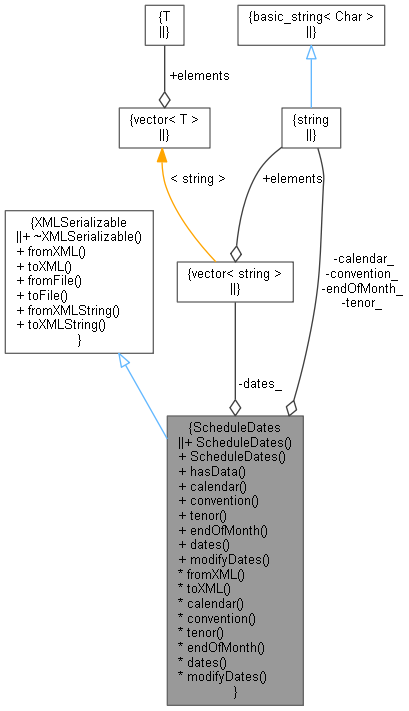 {T
||}
{basic_string< Char >
||}
+elements
{vector< T >
||}
{string
||}
< string >
+elements
{XMLSerializable
||+ ~XMLSerializable()
+ fromXML()
+ toXML()
+ fromFile()
+ toFile()
+ fromXMLString()
+ toXMLString()
}
{vector< string >
||}
-calendar_
-convention_
-endOfMonth_
-tenor_
-dates_
{ScheduleDates
||+ ScheduleDates()
+ ScheduleDates()
+ hasData()
+ calendar()
+ convention()
+ tenor()
+ endOfMonth()
+ dates()
+ modifyDates()
* fromXML()
* toXML()
* calendar()
* convention()
* tenor()
* endOfMonth()
* dates()
* modifyDates()
}